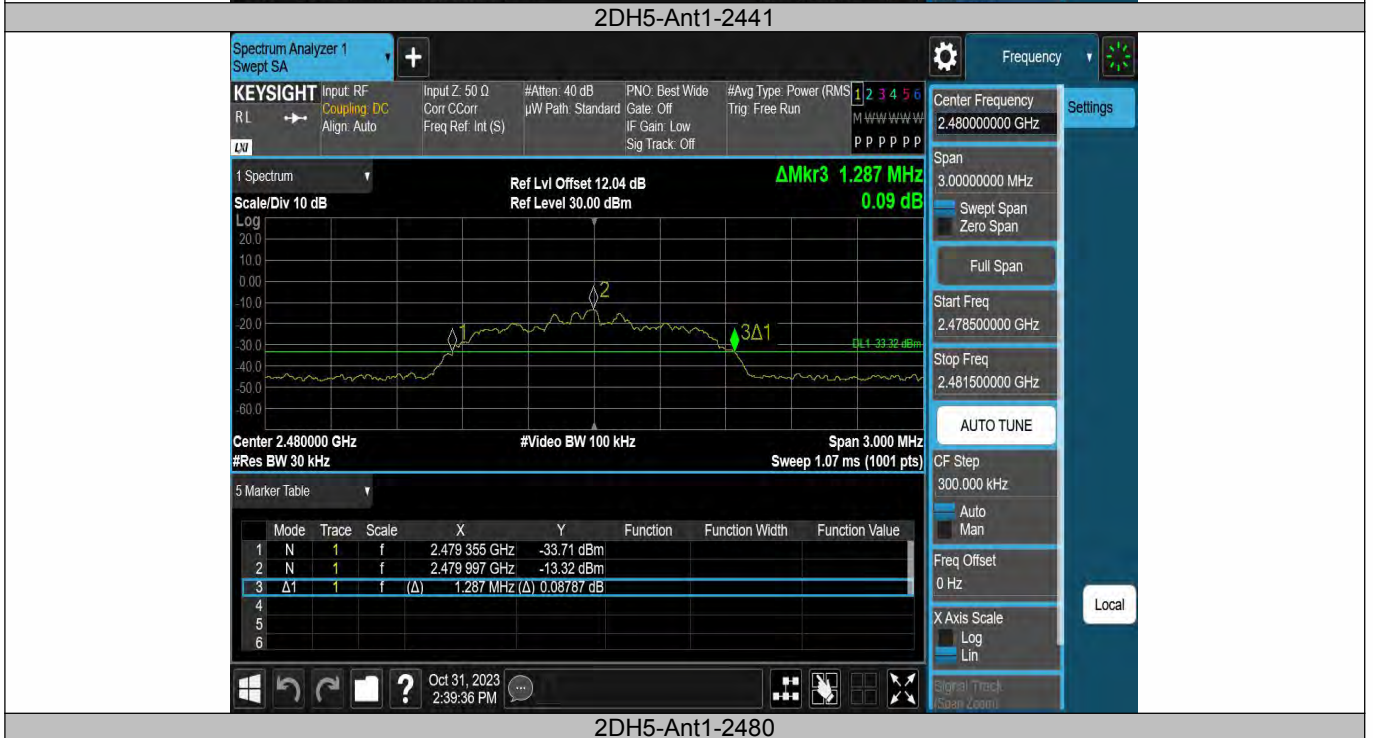 2DH5-Ant1-2441
Spectrum Analyzer 1
Swept SA
Frequency
KEYSIGHT
RL
LXI
Input: RF
Coupling: DC
Align: Auto
Input Z: 50 Ω
Corr CCorr
Freq Ref: Int (S)
#Atten: 40 dB
µW Path: Standard
PNO: Best Wide
Gate: Off
IF Gain: Low
Sig Track: Off
#Avg Type: Power (RMS
Trig: Free Run
1 2 3 4 5 6
M W W W W W
P P P P P P
Center Frequency
2.480000000 GHz
Settings
Span
3.00000000 MHz
Swept Span
Zero Span
Full Span
Start Freq
2.478500000 GHz
Stop Freq
2.481500000 GHz
AUTO TUNE
CF Step
300.000 kHz
Auto
Man
Freq Offset
0 Hz
X Axis Scale
Log
Lin
Signal Track
(Span Zoom)
Local
1 Spectrum
Scale/Div 10 dB
Ref Lvl Offset 12.04 dB
Ref Level 30.00 dBm
ΔMkr3 1.287 MHz
0.09 dB
Log
20.0
10.0
0.00
-10.0
-20.0
-30.0
-40.0
-50.0
-60.0
1
2
3Δ1
DL1 -33.32 dBm
Center 2.480000 GHz
#Video BW 100 kHz
Span 3.000 MHz
#Res BW 30 kHz
Sweep 1.07 ms (1001 pts)
5 Marker Table
Mode Trace Scale X Y Function Function Width Function Value
1 N 1 f 2.479 355 GHz -33.71 dBm
2 N 1 f 2.479 997 GHz -13.32 dBm
3 Δ1 1 f (Δ) 1.287 MHz (Δ) 0.08787 dB
4
5
6
?
Oct 31, 2023
2:39:36 PM
2DH5-Ant1-2480